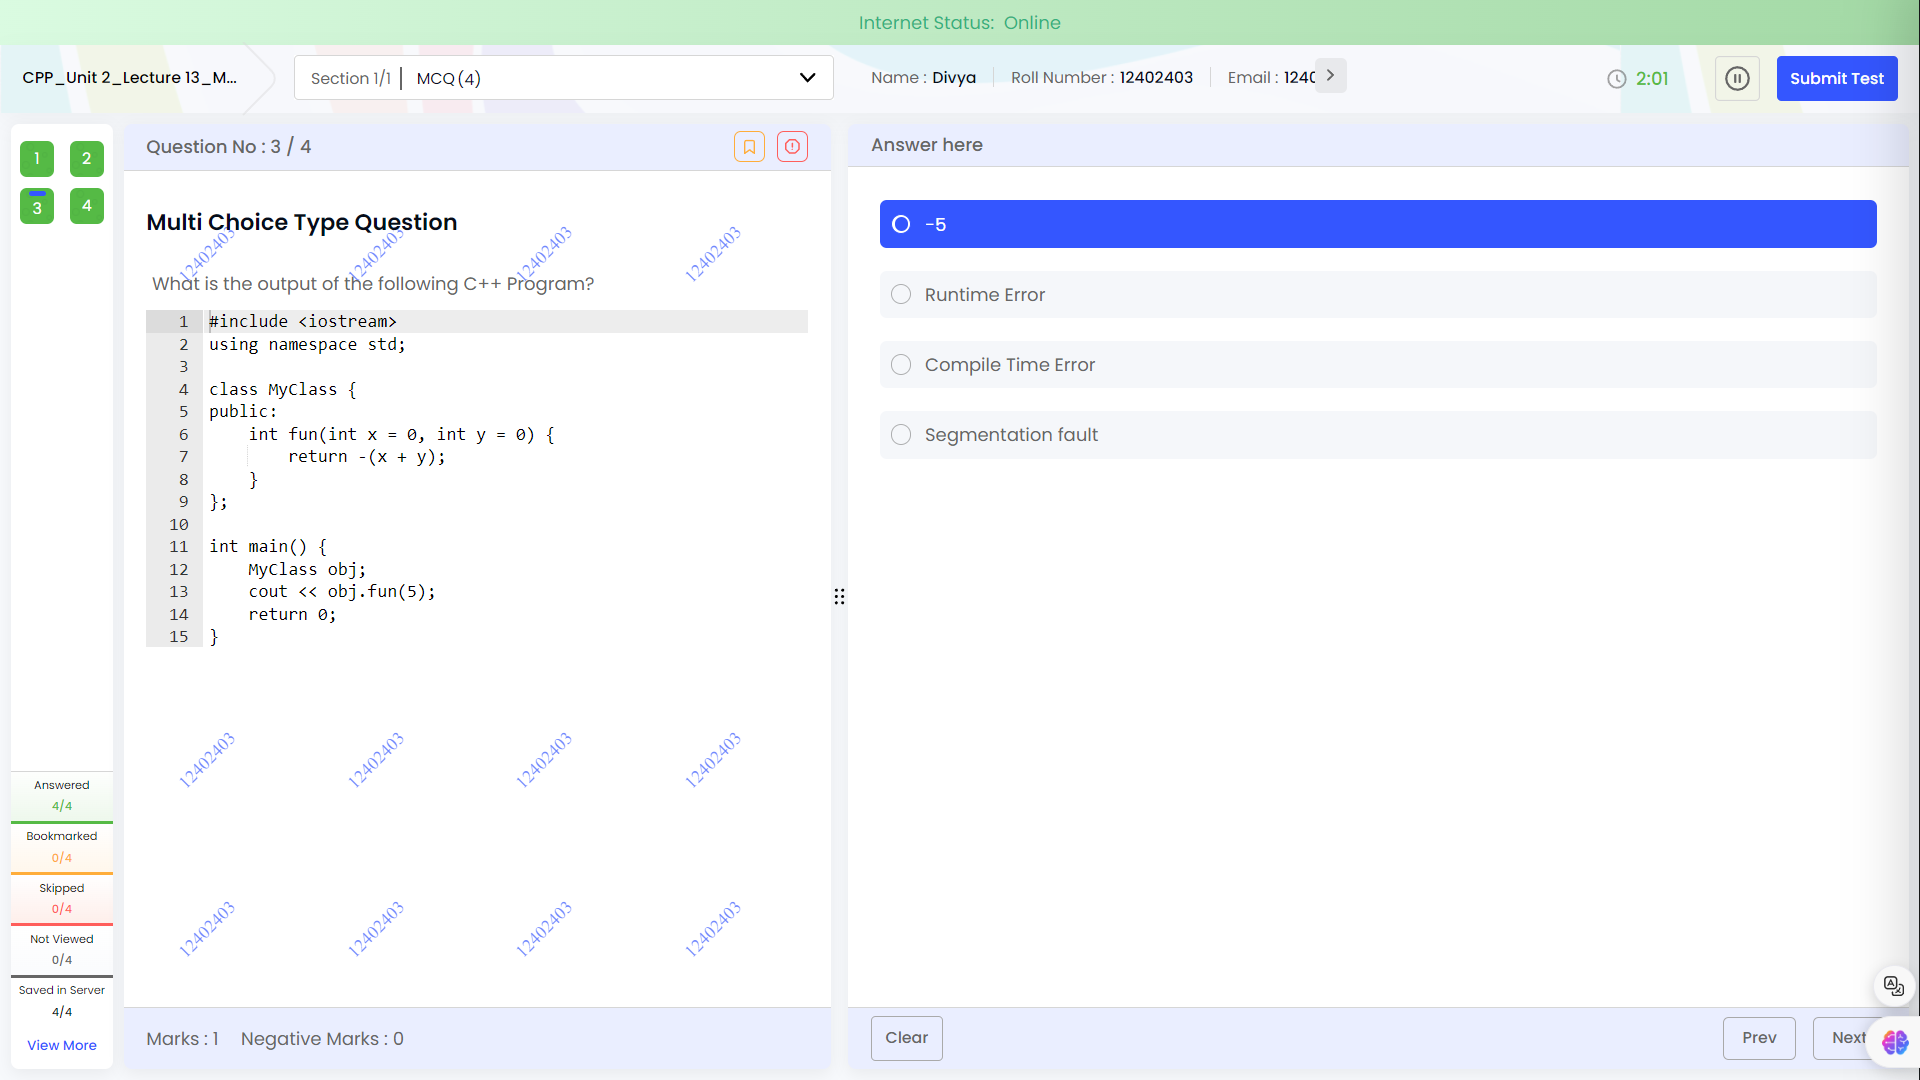 Internet Status: Online
CPP_Unit 2_Lecture 13_M...
Section 1/1 | MCQ (4)
Name : Divya
Roll Number : 12402403
Email : 1240
2:01
Submit Test
1
2
3
4
Question No : 3 / 4
Multi Choice Type Question
12402403 12402403 12402403 12402403
What is the output of the following C++ Program?
1 #include <iostream>
2 using namespace std;
3
4 class MyClass {
5 public:
6     int fun(int x = 0, int y = 0) {
7         return -(x + y);
8     }
9 };
10
11 int main() {
12     MyClass obj;
13     cout << obj.fun(5);
14     return 0;
15 }
12402403 12402403 12402403 12402403
12402403 12402403 12402403 12402403
Answered
4/4
Bookmarked
0/4
Skipped
0/4
Not Viewed
0/4
Saved in Server
4/4
View More
Marks : 1 Negative Marks : 0
Answer here
-5
Runtime Error
Compile Time Error
Segmentation fault
Clear
Prev
Next